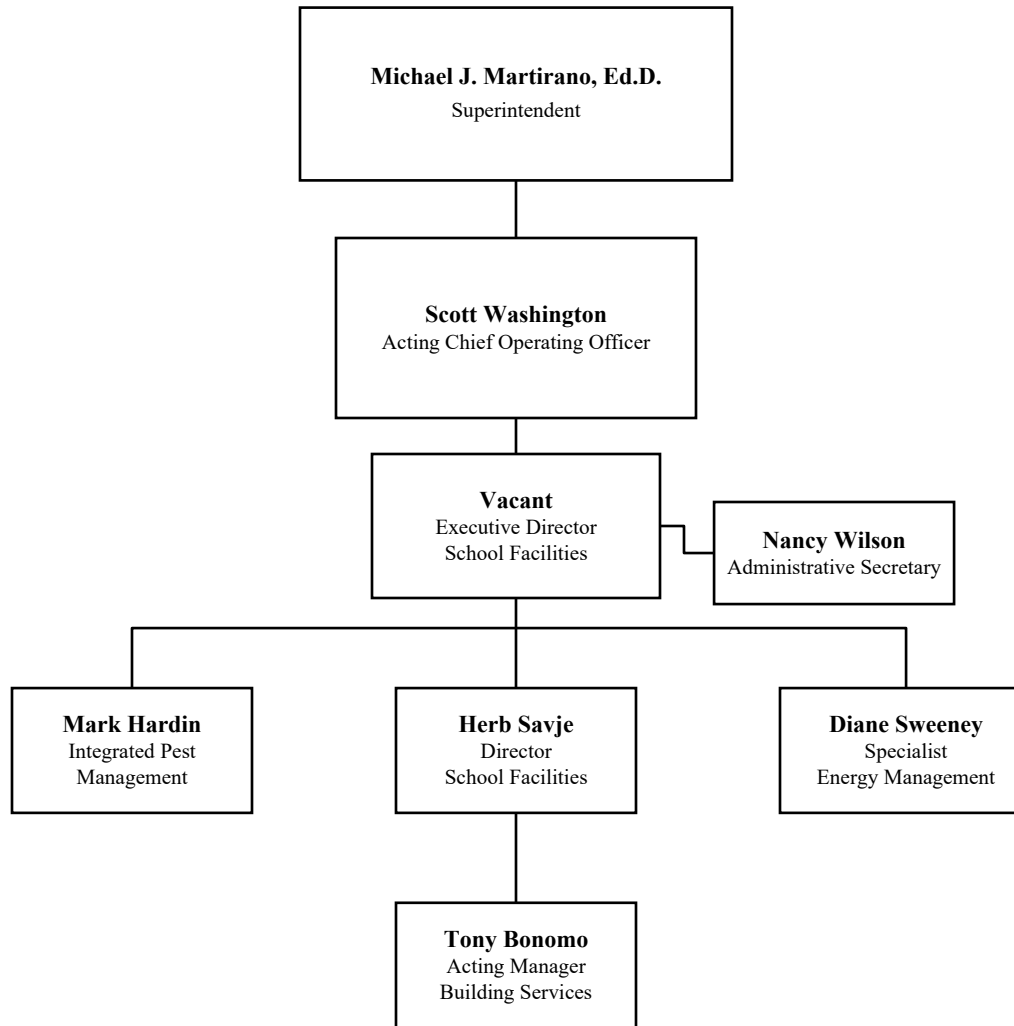 Michael J. Martirano, Ed.D.
Superintendent
Scott Washington
Acting Chief Operating Officer
Vacant
Executive Director
School Facilities
Nancy Wilson
Administrative Secretary
Mark Hardin
Integrated Pest
Management
Herb Savje
Director
School Facilities
Diane Sweeney
Specialist
Energy Management
Tony Bonomo
Acting Manager
Building Services